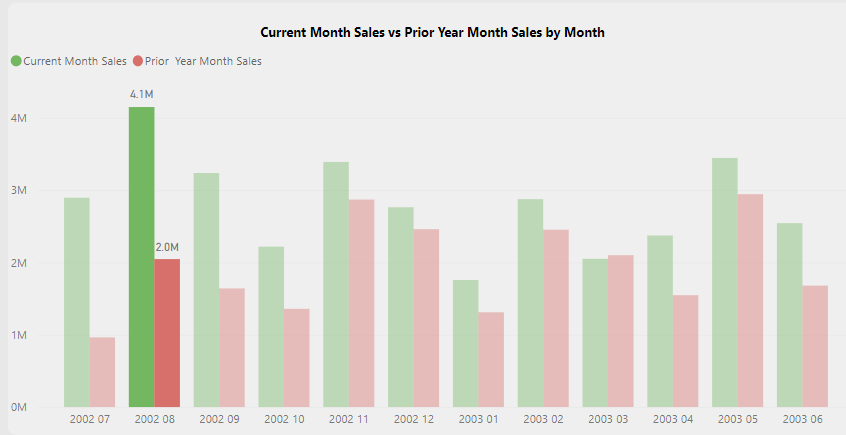 Current Month Sales vs Prior Year Month Sales by Month
Current Month Sales Prior  Year Month Sales
4.1M
4M
3M
2.0M
2M
1M
0M
2002 07 2002 08 2002 09 2002 10 2002 11 2002 12 2003 01 2003 02 2003 03 2003 04 2003 05 2003 06